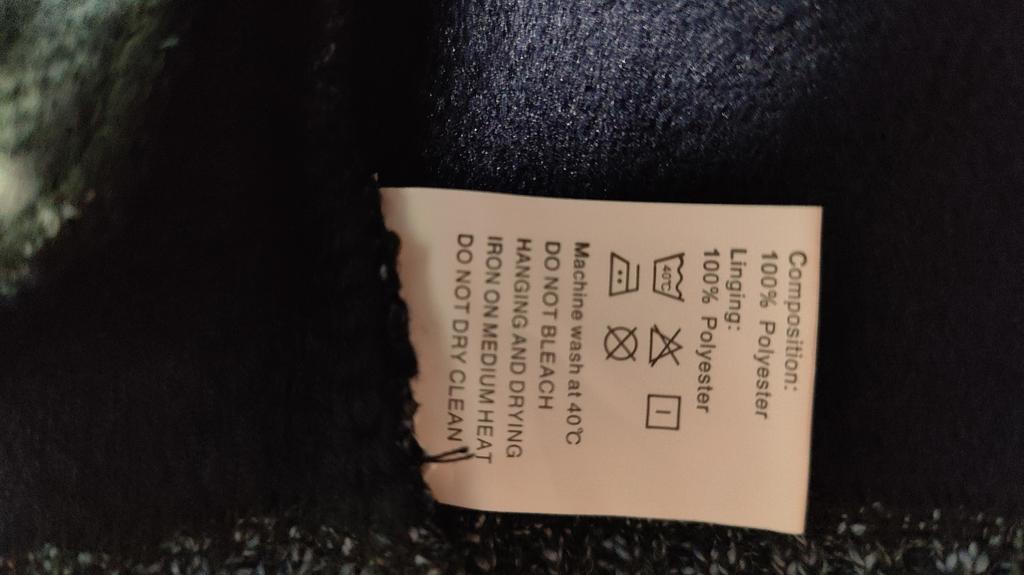 Composition:
100% Polyester
Linging:
100% Polyester
40℃
Machine wash at 40℃
DO NOT BLEACH
HANGING AND DRYING
IRON ON MEDIUM HEAT
DO NOT DRY CLEAN